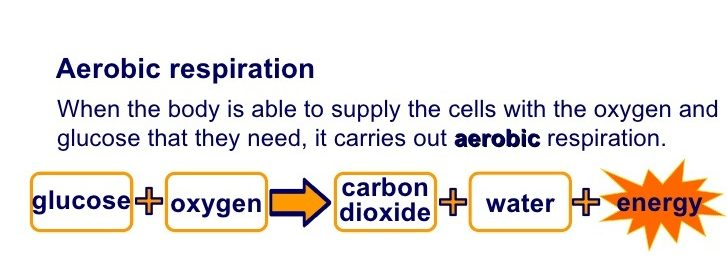 Aerobic respiration
When the body is able to supply the cells with the oxygen and
glucose that they need, it carries out aerobic respiration.
glucose + oxygen → carbon dioxide + water + energy